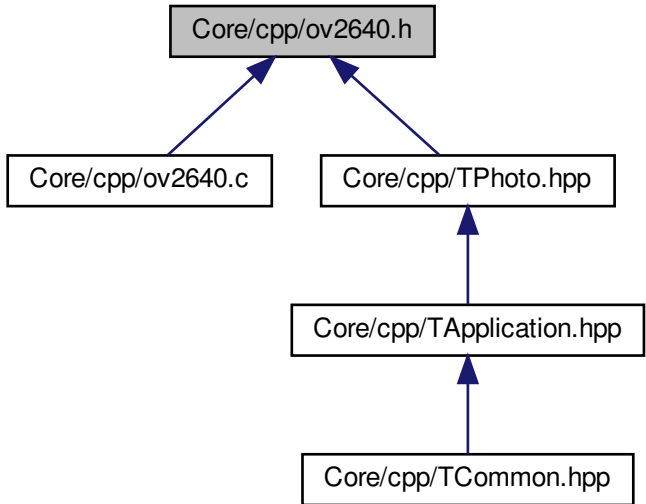 Core/cpp/ov2640.h
Core/cpp/ov2640.c
Core/cpp/TPhoto.hpp
Core/cpp/TApplication.hpp
Core/cpp/TCommon.hpp